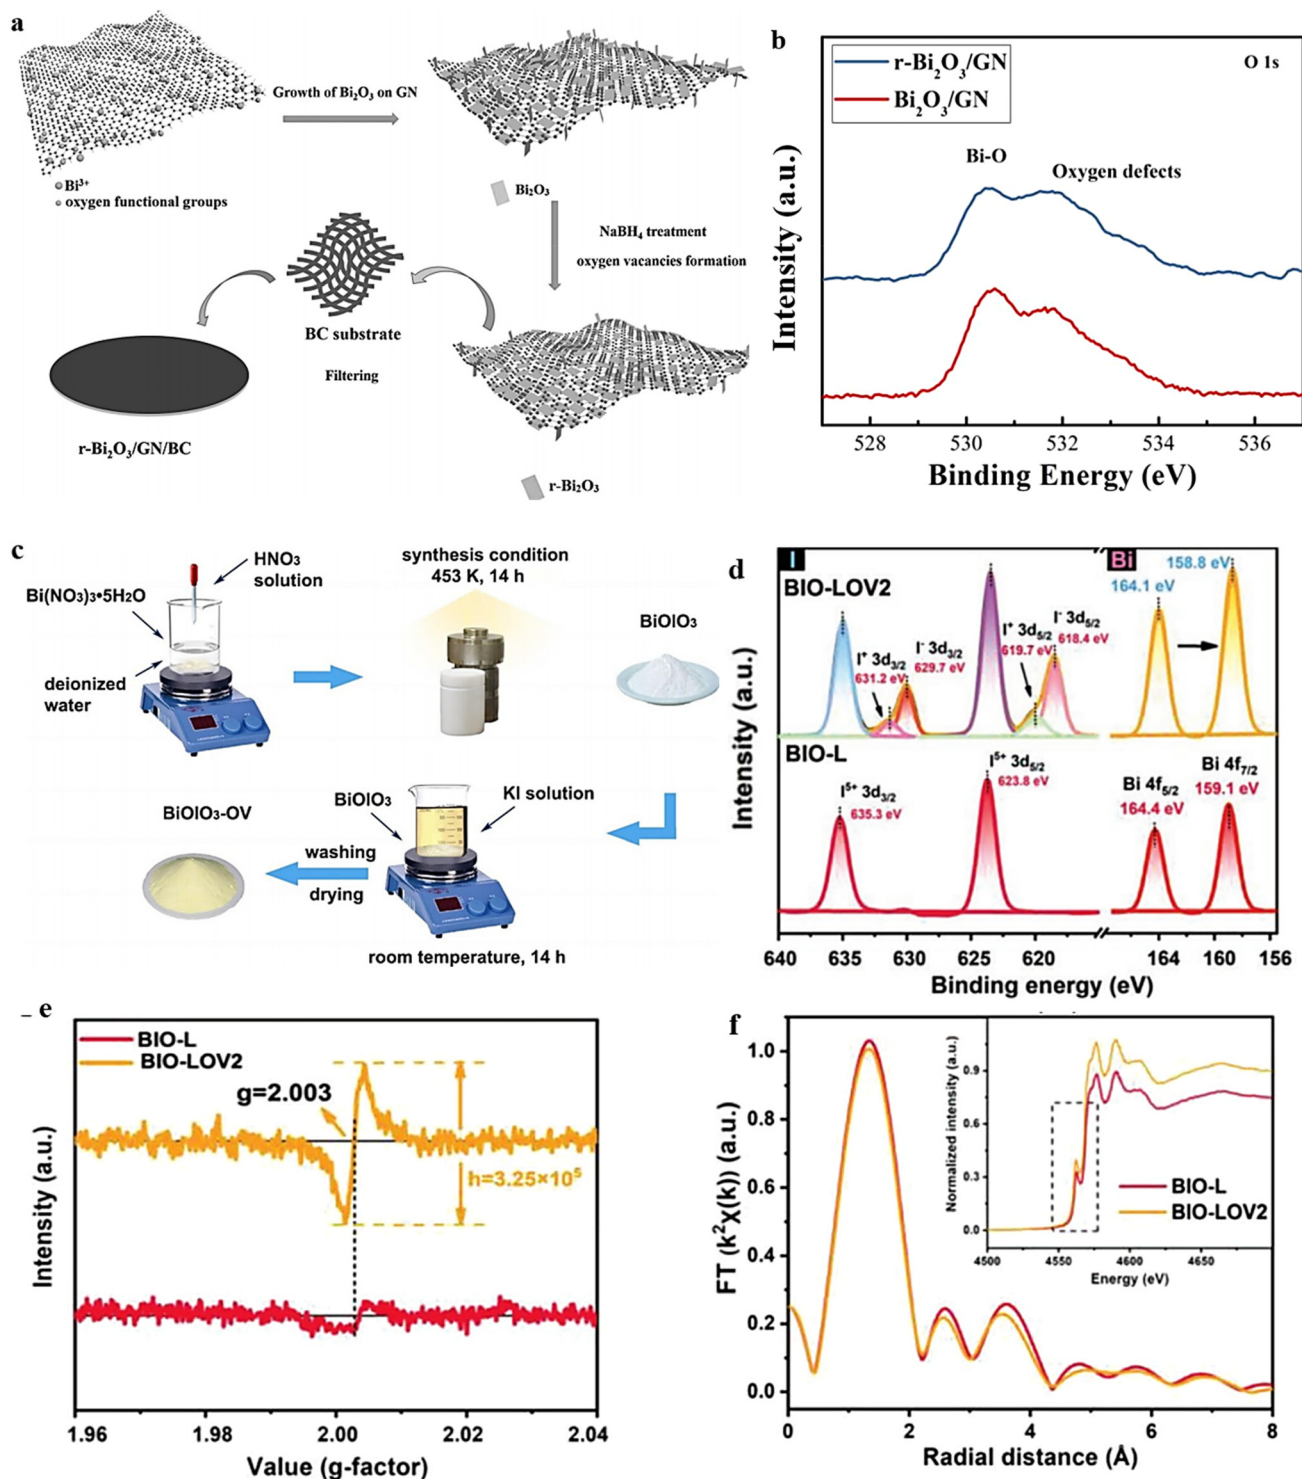 a
Growth of Bi₂O₃ on GN
Bi³⁺
oxygen functional groups
Bi₂O₃
NaBH₄ treatment
oxygen vacancies formation
BC substrate
Filtering
r-Bi₂O₃/GN/BC
r-Bi₂O₃
b
r-Bi₂O₃/GN
Bi₂O₃/GN
O 1s
Bi-O
Oxygen defects
Intensity (a.u.)
528 530 532 534 536
Binding Energy (eV)
c
HNO₃
solution
Bi(NO₃)₃•5H₂O
deionized
water
synthesis condition
453 K, 14 h
BiOIO₃
BiOIO₃-OV
washing
drying
BiOIO₃
KI solution
room temperature, 14 h
d
I
Bi
BIO-LOV2
I⁺ 3d₃/₂
631.2 eV
I⁻ 3d₃/₂
629.7 eV
I⁺ 3d₅/₂
619.7 eV
I⁻ 3d₅/₂
618.4 eV
164.1 eV
158.8 eV
BIO-L
I⁵⁺ 3d₃/₂
635.3 eV
I⁵⁺ 3d₅/₂
623.8 eV
Bi 4f₅/₂
164.4 eV
Bi 4f₇/₂
159.1 eV
Intensity (a.u.)
640 635 630 625 620 164 160 156
Binding energy (eV)
e
BIO-L
BIO-LOV2
g=2.003
h=3.25×10⁵
Intensity (a.u.)
1.96 1.98 2.00 2.02 2.04
Value (g-factor)
f
FT (k²χ(k)) (a.u.)
1.0
0.8
0.6
0.4
0.2
0.0
0 2 4 6 8
Radial distance (Å)
Normalized intensity (a.u.)
0.9
0.6
0.3
0.0
BIO-L
BIO-LOV2
4500 4550 4600 4650
Energy (eV)